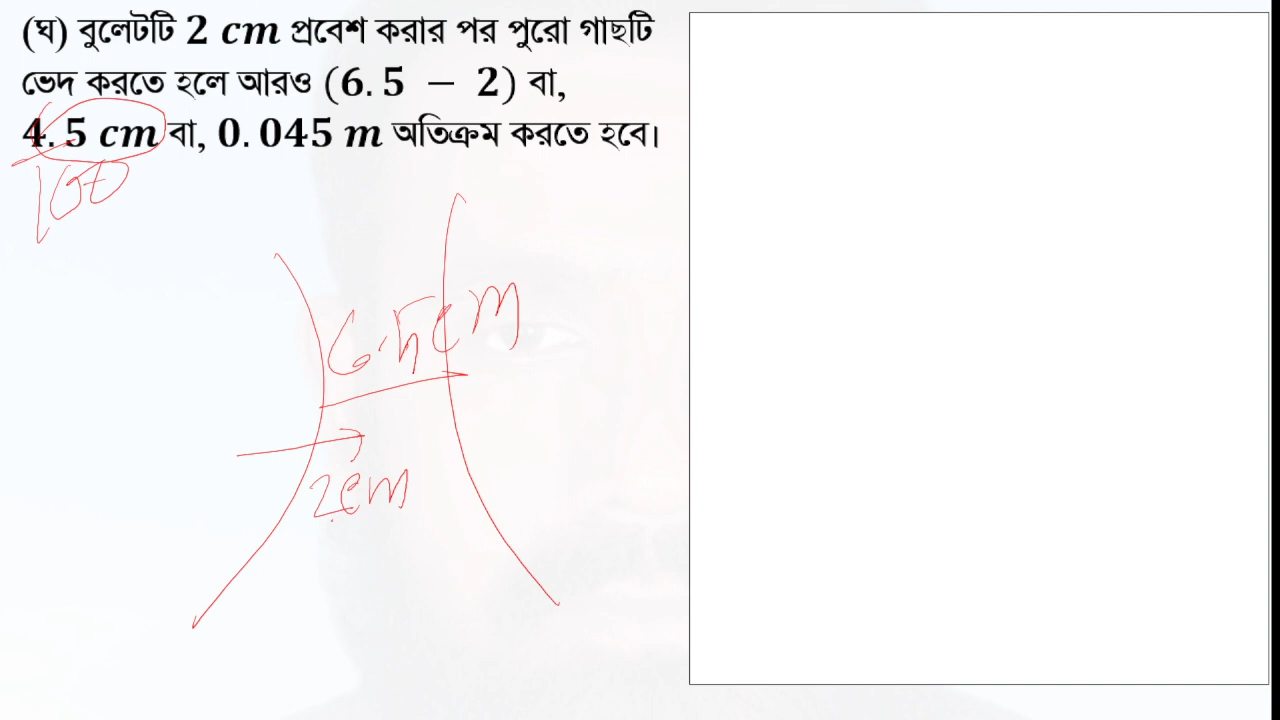 (ঘ) বুলেটটি 2 cm প্রবেশ করার পর পুরো গাছটি
ভেদ করতে হলে আরও (6.5 − 2) বা,
4.5 cm বা, 0.045 m অতিক্রম করতে হবে।
100
6.5cm
2cm